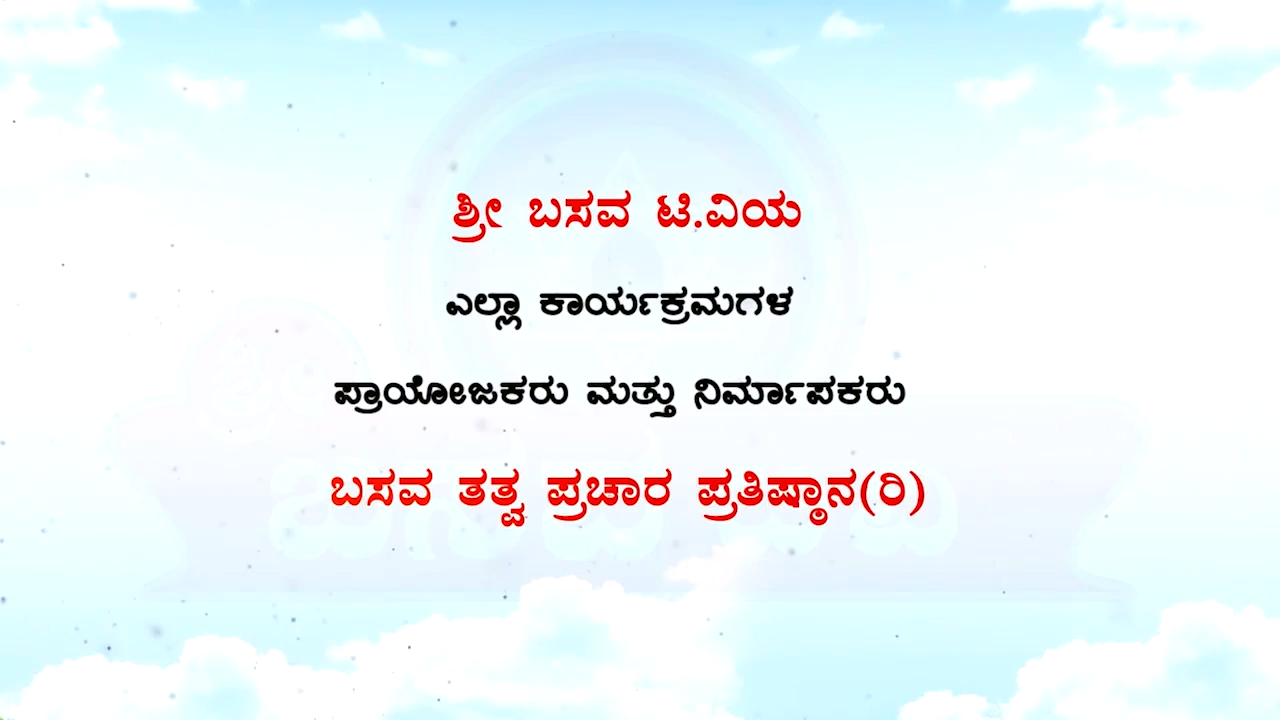 ಶ್ರೀ ಬಸವ ಟಿ.ವಿಯ
ಎಲ್ಲಾ ಕಾರ್ಯಕ್ರಮಗಳ
ಪ್ರಾಯೋಜಕರು ಮತ್ತು ನಿರ್ಮಾಪಕರು
ಬಸವ ತತ್ವ ಪ್ರಚಾರ ಪ್ರತಿಷ್ಠಾನ(ರಿ)